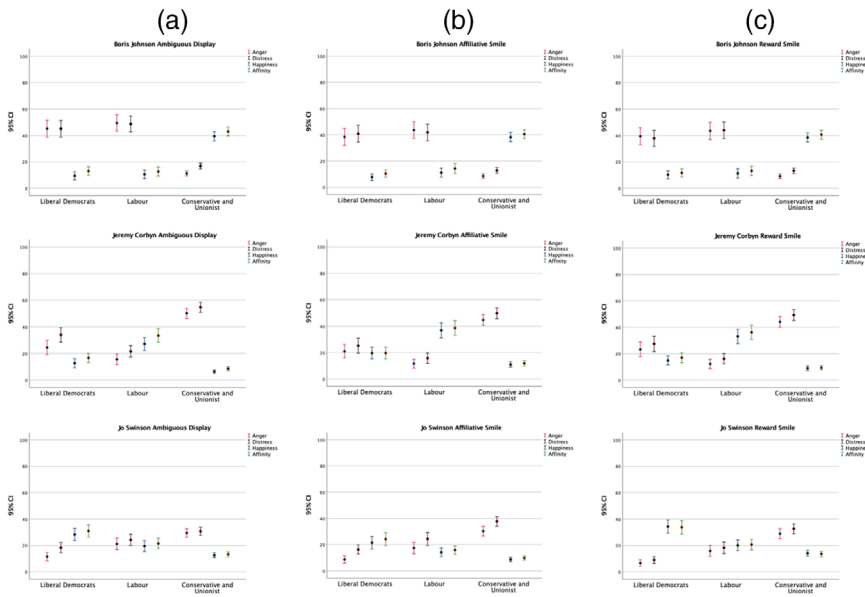 (a)
(b)
(c)
Boris Johnson Ambiguous Display
Anger
Distress
Happiness
Affinity
100
80
60
40
20
0
95% CI
Liberal Democrats
Labour
Conservative and
Unionist
Boris Johnson Affiliative Smile
Anger
Distress
Happiness
Affinity
100
80
60
40
20
0
95% CI
Liberal Democrats
Labour
Conservative and
Unionist
Boris Johnson Reward Smile
Anger
Distress
Happine
Affinity
100
80
60
40
20
0
95% CI
Liberal Democrats
Labour
Conservative and
Unionist
Jeremy Corbyn Ambiguous Display
Anger
Distress
Happiness
Affinity
100
80
60
40
20
0
95% CI
Liberal Democrats
Labour
Conservative and
Unionist
Jeremy Corbyn Affiliative Smile
Anger
Distress
Happiness
Affinity
100
80
60
40
20
0
95% CI
Liberal Democrats
Labour
Conservative and
Unionist
Jeremy Corbyn Reward Smile
Anger
Distress
Happine
Affinity
100
80
60
40
20
0
95% CI
Liberal Democrats
Labour
Conservative and
Unionist
Jo Swinson Ambiguous Display
Anger
Distress
Happiness
Affinity
100
80
60
40
20
0
95% CI
Liberal Democrats
Labour
Conservative and
Unionist
Jo Swinson Affiliative Smile
Anger
Distress
Happiness
Affinity
100
80
60
40
20
0
95% CI
Liberal Democrats
Labour
Conservative and
Unionist
Jo Swinson Reward Smile
Anger
Distress
Happine
Affinity
100
80
60
40
20
0
95% CI
Liberal Democrats
Labour
Conservative and
Unionist